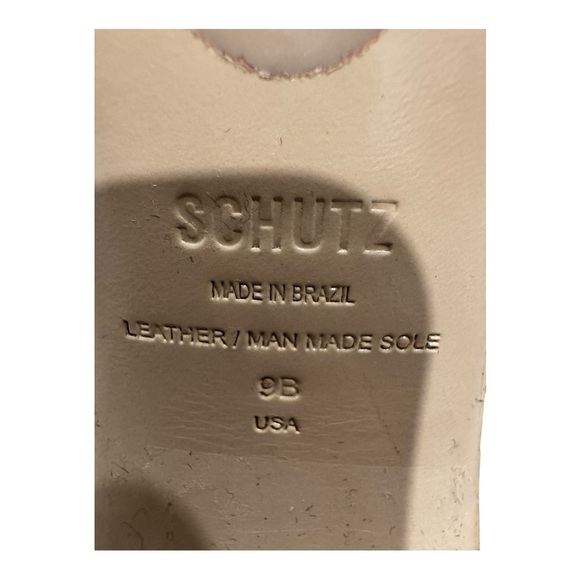 SCHUTZ
MADE IN BRAZIL
LEATHER / MAN MADE SOLE
9B
USA